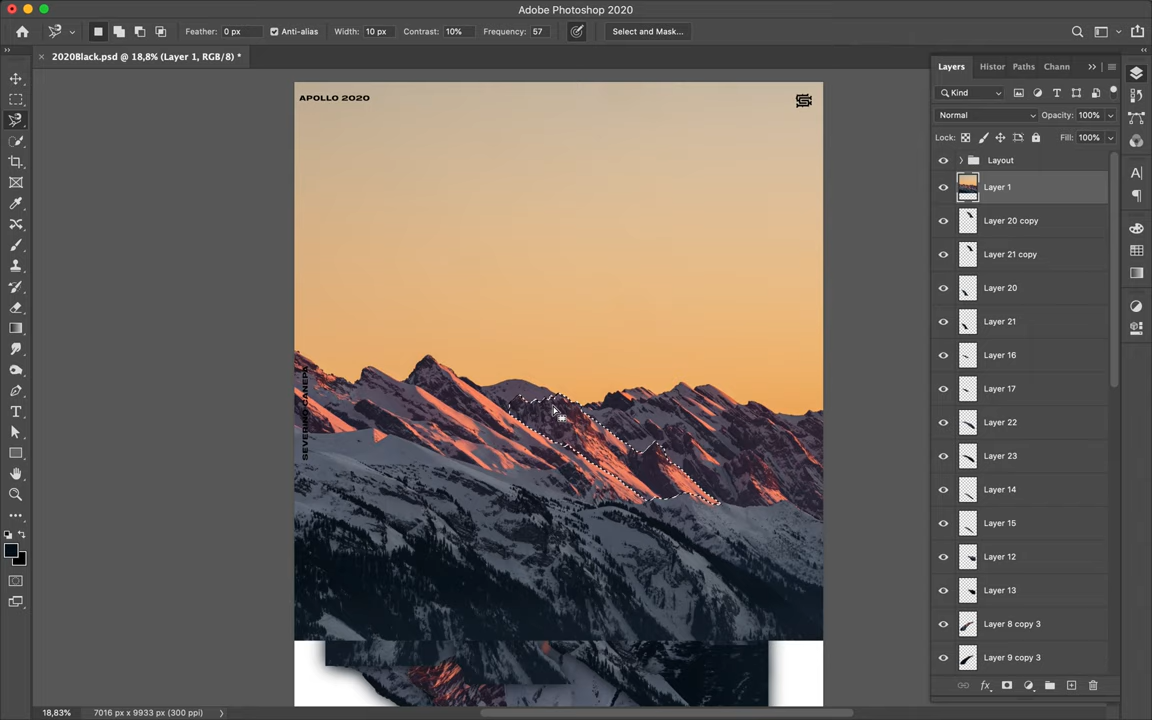 Adobe Photoshop 2020
Feather: 0 px
Anti-alias
Width: 10 px
Contrast: 10%
Frequency: 57
Select and Mask...
2020Black.psd @ 18,8% (Layer 1, RGB/8) *
Layers
Histor
Paths
Chann
Kind
Normal
Opacity: 100%
Lock:
Fill: 100%
Layout
Layer 1
Layer 20 copy
Layer 21 copy
Layer 20
Layer 21
Layer 16
Layer 17
Layer 22
Layer 23
Layer 14
Layer 15
Layer 12
Layer 13
Layer 8 copy 3
Layer 9 copy 3
APOLLO 2020
SEVERINO CANEPA
18,83%
7016 px x 9933 px (300 ppi)